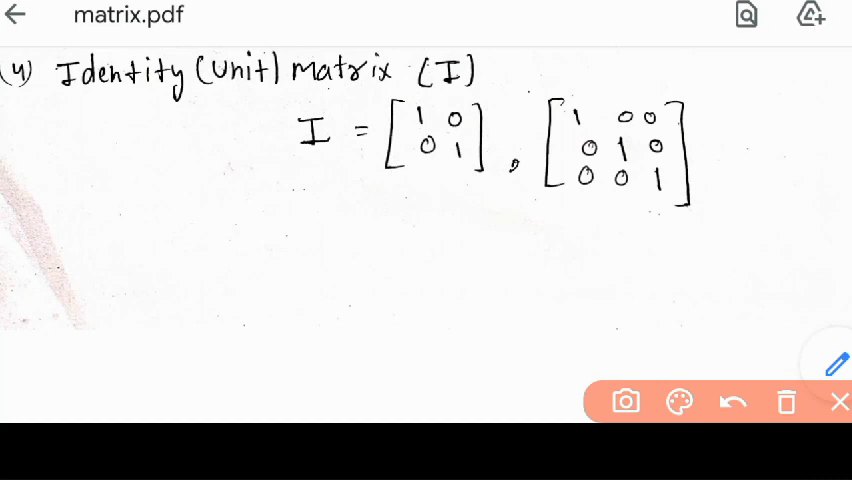 matrix.pdf
(4) Identity (Unit) matrix (I)
I = [1 0
0 1] , [1 0 0
0 1 0
0 0 1]